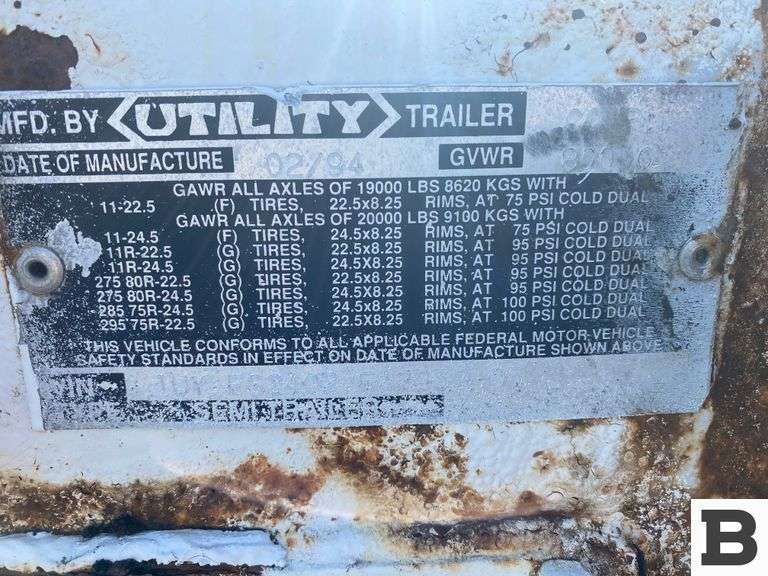 MFD. BY UTILITY TRAILER
DATE OF MANUFACTURE 02/94 GVWR
GAWR ALL AXLES OF 19000 LBS 8620 KGS WITH
11-22.5 (F) TIRES, 22.5x8.25 RIMS, AT 75 PSI COLD DUAL
GAWR ALL AXLES OF 20000 LBS 9100 KGS WITH
11-24.5 (F) TIRES, 24.5x8.25 RIMS, AT 75 PSI COLD DUAL
11R-22.5 (G) TIRES, 22.5x8.25 RIMS, AT 95 PSI COLD DUAL
11R-24.5 (G) TIRES, 24.5x8.25 RIMS, AT 95 PSI COLD DUAL
275 80R-22.5 (G) TIRES, 22.5x8.25 RIMS, AT 95 PSI COLD DUAL
275 80R-24.5 (G) TIRES, 24.5x8.25 RIMS, AT 95 PSI COLD DUAL
285 75R-24.5 (G) TIRES, 24.5x8.25 RIMS, AT 100 PSI COLD DUAL
295 75R-22.5 (G) TIRES, 22.5x8.25 RIMS, AT 100 PSI COLD DUAL
THIS VEHICLE CONFORMS TO ALL APPLICABLE FEDERAL MOTOR VEHICLE
SAFETY STANDARDS IN EFFECT ON DATE OF MANUFACTURE SHOWN ABOVE
VIN
TYPE SEMITRAILER
B